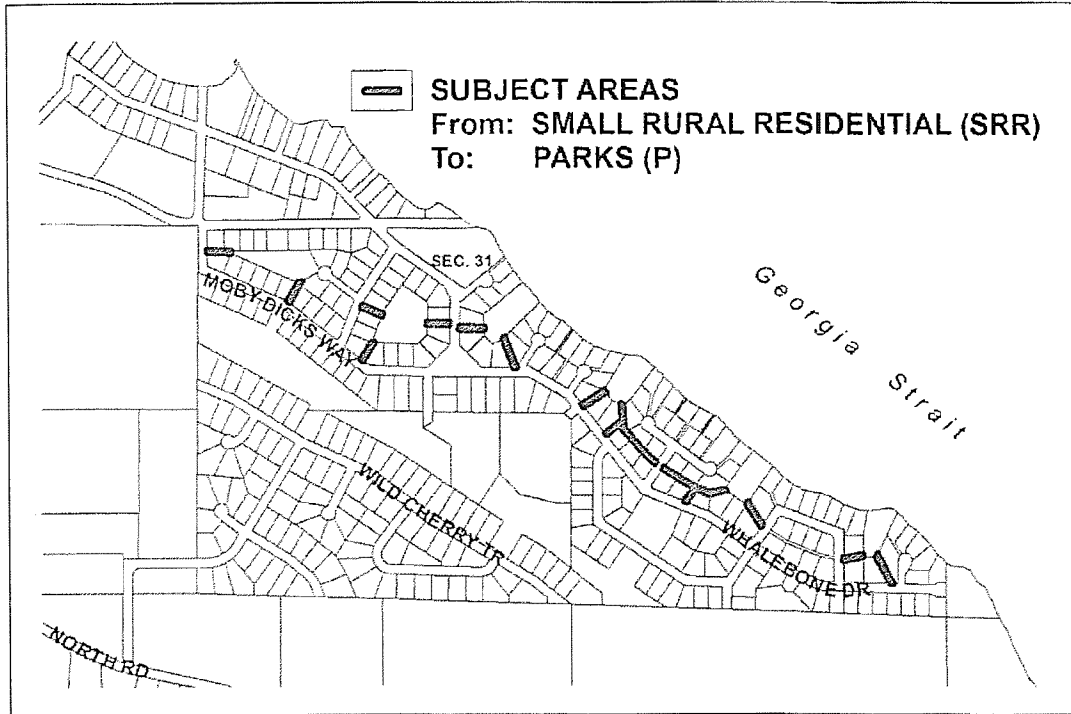 SUBJECT AREAS
From: SMALL RURAL RESIDENTIAL (SRR)
To: PARKS (P)
SEC. 31
MOBY DICKS WAY
Georgia Strait
WILD CHERRY TR
WHALEBONE DR
NORTH RD